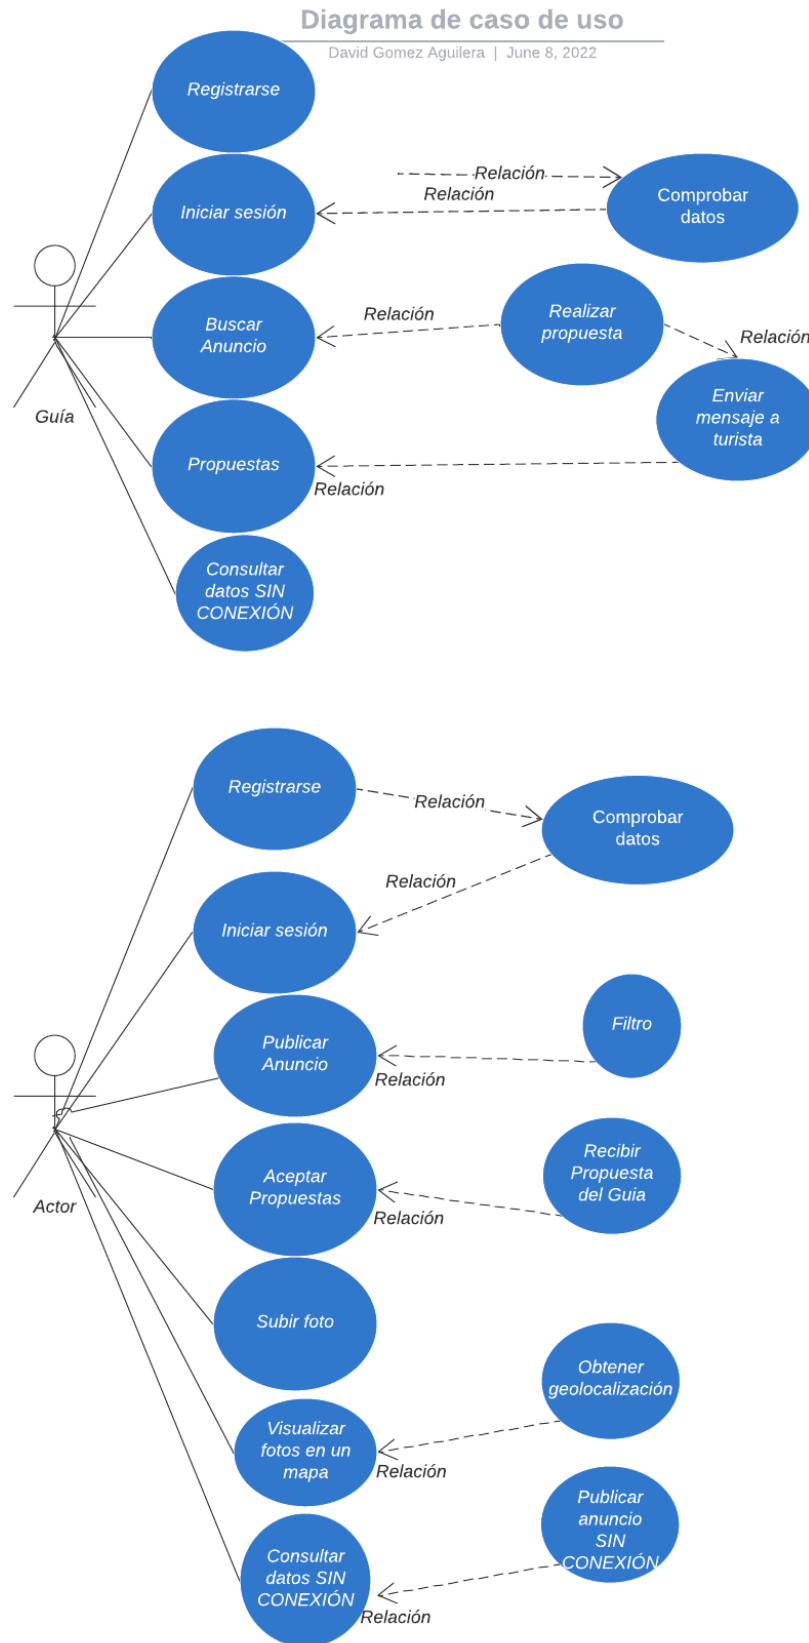 Diagrama de caso de uso
David Gomez Aguilera | June 8, 2022
Registrarse
Relación
Relación
Iniciar sesión
Comprobar
datos
Relación
Buscar
Anuncio
Realizar
propuesta
Relación
Enviar
mensaje a
turista
Guía
Propuestas
Relación
Consultar
datos SIN
CONEXIÓN
Registrarse
Relación
Comprobar
datos
Relación
Iniciar sesión
Publicar
Anuncio
Filtro
Relación
Aceptar
Propuestas
Recibir
Propuesta
del Guia
Relación
Actor
Subir foto
Obtener
geolocalización
Visualizar
fotos en un
mapa
Relación
Publicar
anuncio
SIN
CONEXIÓN
Consultar
datos SIN
CONEXIÓN
Relación